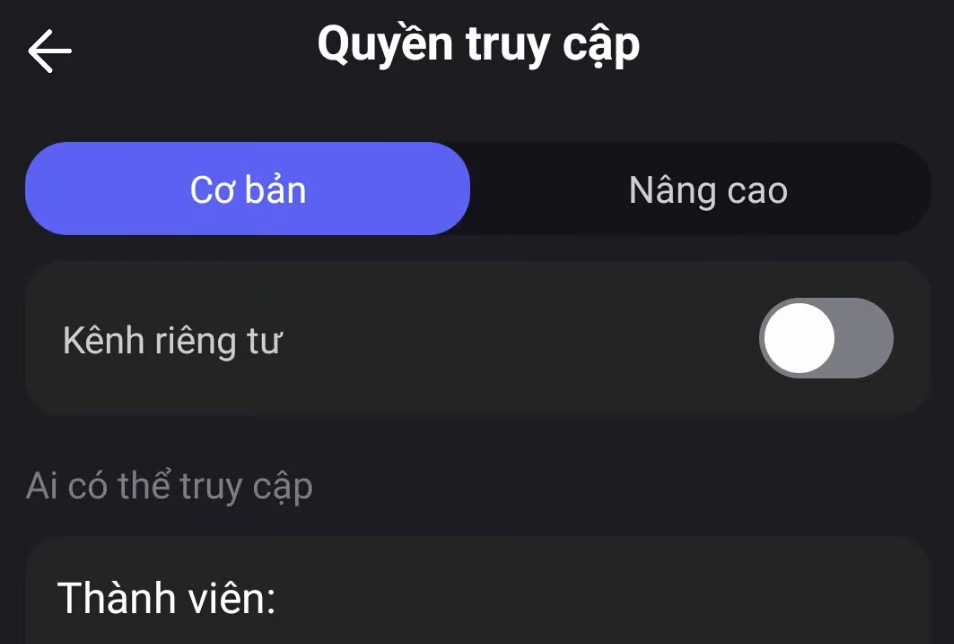 Quyền truy cập
Cơ bản
Nâng cao
Kênh riêng tư
Ai có thể truy cập
Thành viên: